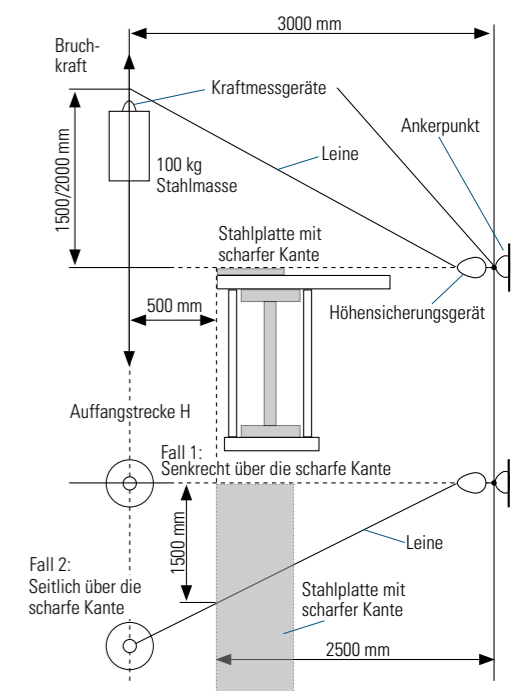 3000 mm
Bruch-
kraft
Kraftmessgeräte
Ankerpunkt
1500/2000 mm
Leine
100 kg
Stahlmasse
Stahlplatte mit
scharfer Kante
500 mm
Höhensicherungsgerät
Auffangstrecke H
Fall 1:
Senkrecht über die scharfe Kante
1500 mm
Leine
Fall 2:
Seitlich über die
scharfe Kante
Stahlplatte mit
scharfer Kante
2500 mm